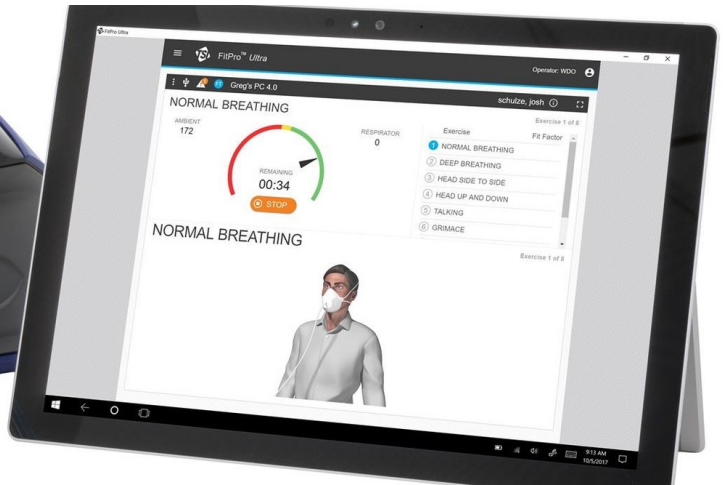 FitPro Ultra
TSI FitPro™ Ultra
Operator: WDO
FT Greg's PC 4.0
schulze, josh
NORMAL BREATHING
Exercise 1 of 8
AMBIENT
172
RESPIRATOR
0
REMAINING
00:34
STOP
Exercise Fit Factor
1 NORMAL BREATHING
2 DEEP BREATHING
3 HEAD SIDE TO SIDE
4 HEAD UP AND DOWN
5 TALKING
6 GRIMACE
NORMAL BREATHING
Exercise 1 of 8
9:13 AM
10/5/2017